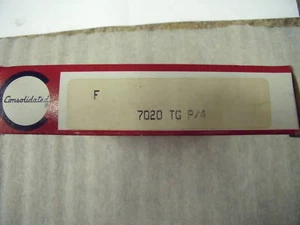 Consolidated
F
7020 TG P/4